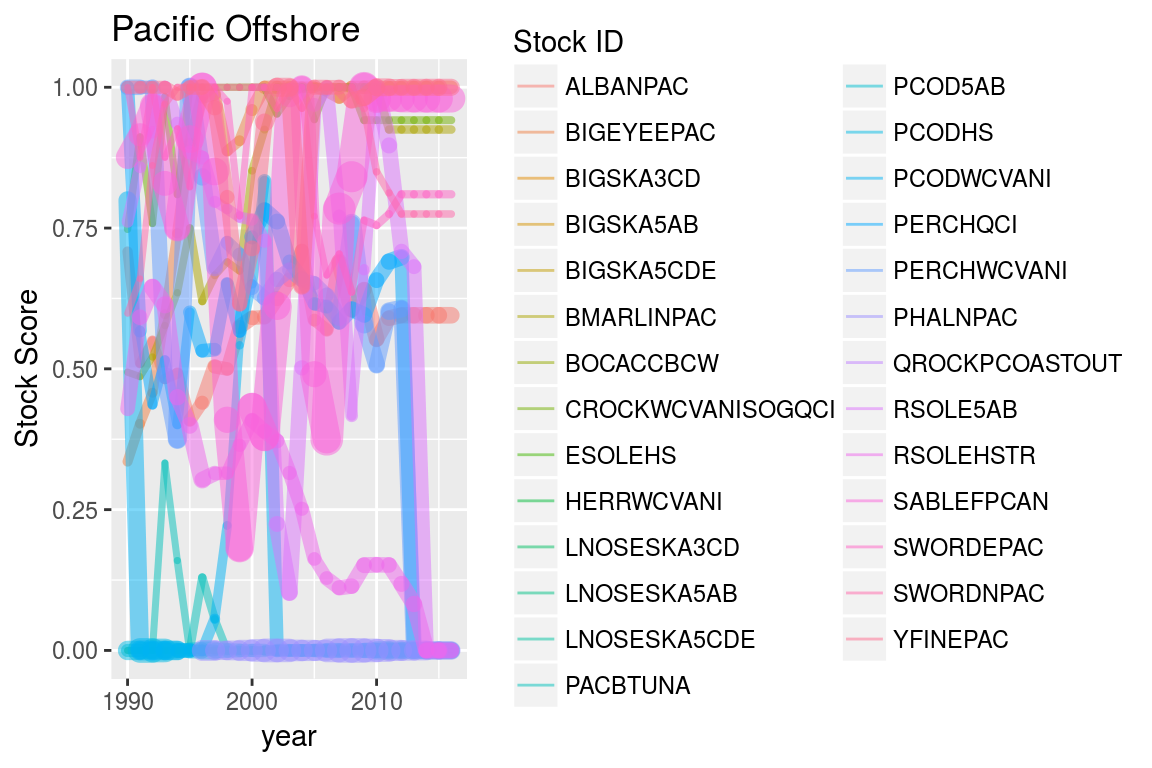 Pacific Offshore
Stock Score
1.00
0.75
0.50
0.25
0.00
1990
2000
2010
year
Stock ID
ALBANPAC
BIGEYEEPAC
BIGSKA3CD
BIGSKA5AB
BIGSKA5CDE
BMARLINPAC
BOCACCBCW
CROCKWCVANISOGQCI
ESOLEHS
HERRWCVANI
LNOSESKA3CD
LNOSESKA5AB
LNOSESKA5CDE
PACBTUNA
PCOD5AB
PCODHS
PCODWCVANI
PERCHQCI
PERCHWCVANI
PHALNPAC
QROCKPCOASTOUT
RSOLE5AB
RSOLEHSTR
SABLEFPCAN
SWORDEPAC
SWORDNPAC
YFINEPAC